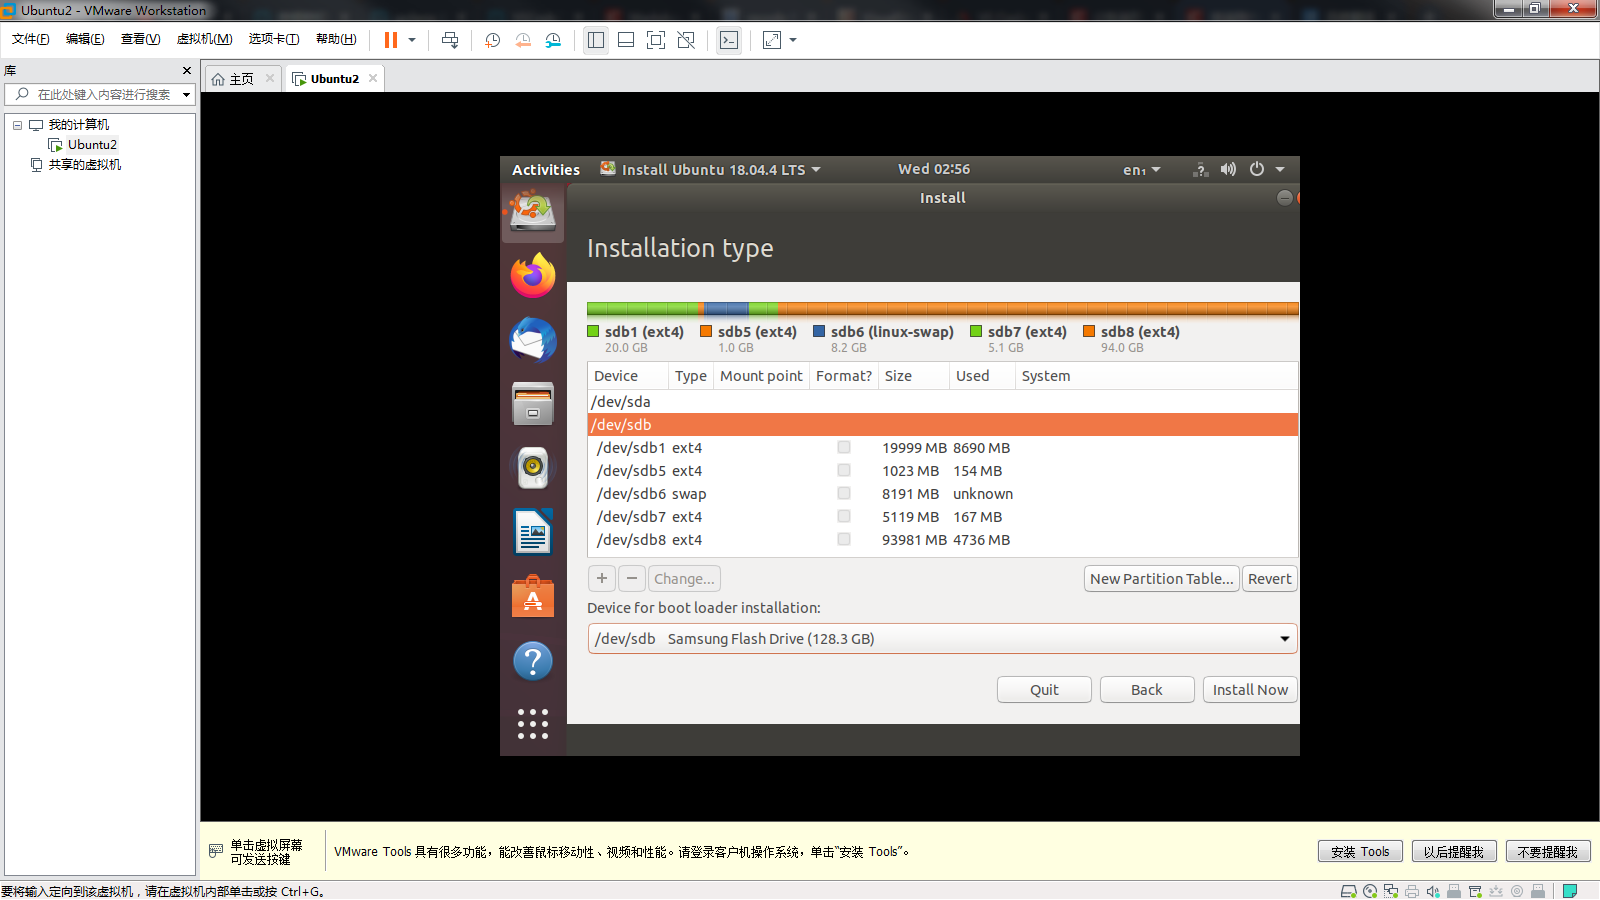 Ubuntu2 - VMware Workstation
文件(F) 编辑(E) 查看(V) 虚拟机(M) 选项卡(T) 帮助(H)
库
主页
Ubuntu2
在此处键入内容进行搜索
我的计算机
Ubuntu2
共享的虚拟机
Activities Install Ubuntu 18.04.4 LTS Wed 02:56 en₁
Install
Installation type
sdb1 (ext4) sdb5 (ext4) sdb6 (linux-swap) sdb7 (ext4) sdb8 (ext4)
20.0 GB 1.0 GB 8.2 GB 5.1 GB 94.0 GB
Device Type Mount point Format? Size Used System
/dev/sda
/dev/sdb
/dev/sdb1 ext4 19999 MB 8690 MB
/dev/sdb5 ext4 1023 MB 154 MB
/dev/sdb6 swap 8191 MB unknown
/dev/sdb7 ext4 5119 MB 167 MB
/dev/sdb8 ext4 93981 MB 4736 MB
+ − Change... New Partition Table... Revert
Device for boot loader installation:
/dev/sdb Samsung Flash Drive (128.3 GB)
Quit Back Install Now
单击虚拟屏幕
可发送按键
VMware Tools 具有很多功能，能改善鼠标移动性、视频和性能。请登录客户机操作系统，单击“安装 Tools”。
安装 Tools 以后提醒我 不要提醒我
要将输入定向到该虚拟机，请在虚拟机内部单击或按 Ctrl+G。